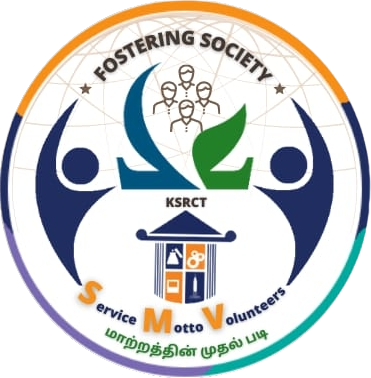 FOSTERING SOCIETY
KSRCT
Service Motto Volunteers
மாற்றத்தின் முதல் படி